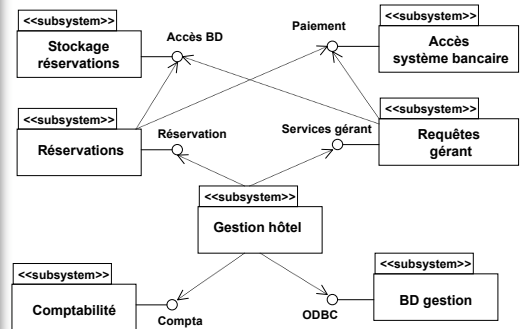 <<subsystem>>
Stockage
réservations
Accès BD
Paiement
<<subsystem>>
Accès
système bancaire
<<subsystem>>
Réservations
Réservation
Services gérant
<<subsystem>>
Requêtes
gérant
<<subsystem>>
Gestion hôtel
<<subsystem>>
Comptabilité
Compta
ODBC
<<subsystem>>
BD gestion